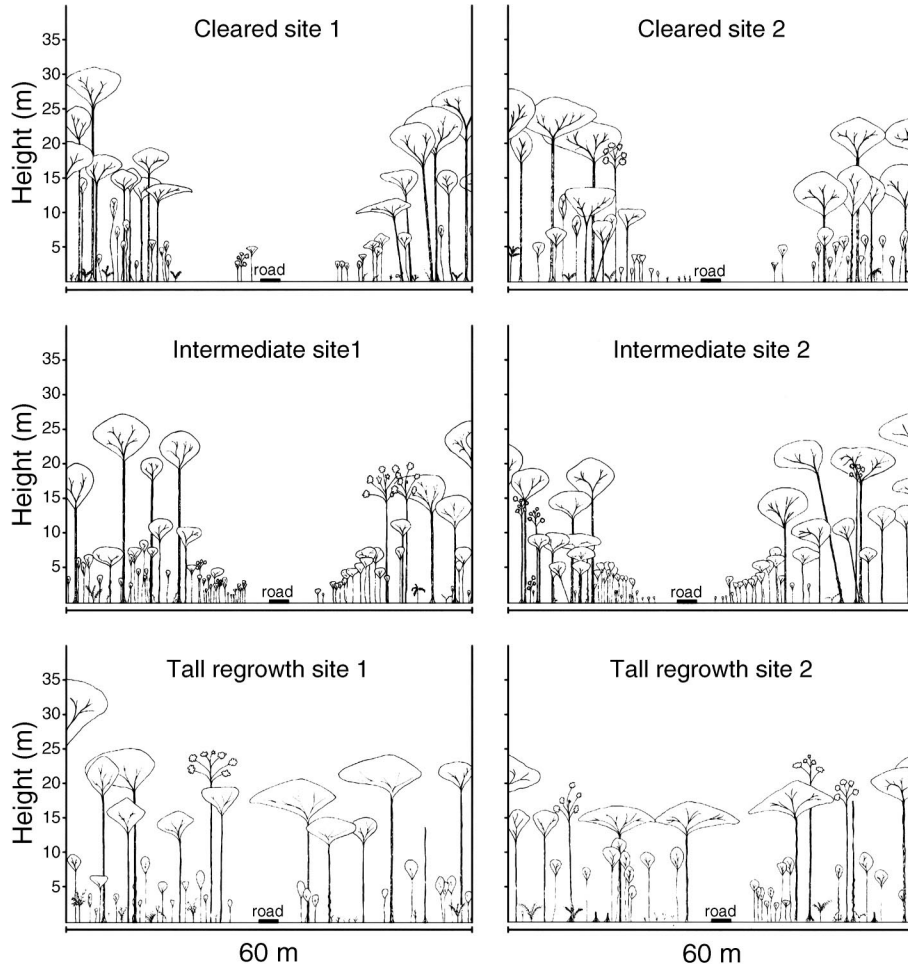 Cleared site 1
Cleared site 2
Height (m)
35
30
25
20
15
10
5
road
road
Intermediate site1
Intermediate site 2
Height (m)
35
30
25
20
15
10
5
road
road
Tall regrowth site 1
Tall regrowth site 2
Height (m)
35
30
25
20
15
10
5
road
road
60 m
60 m